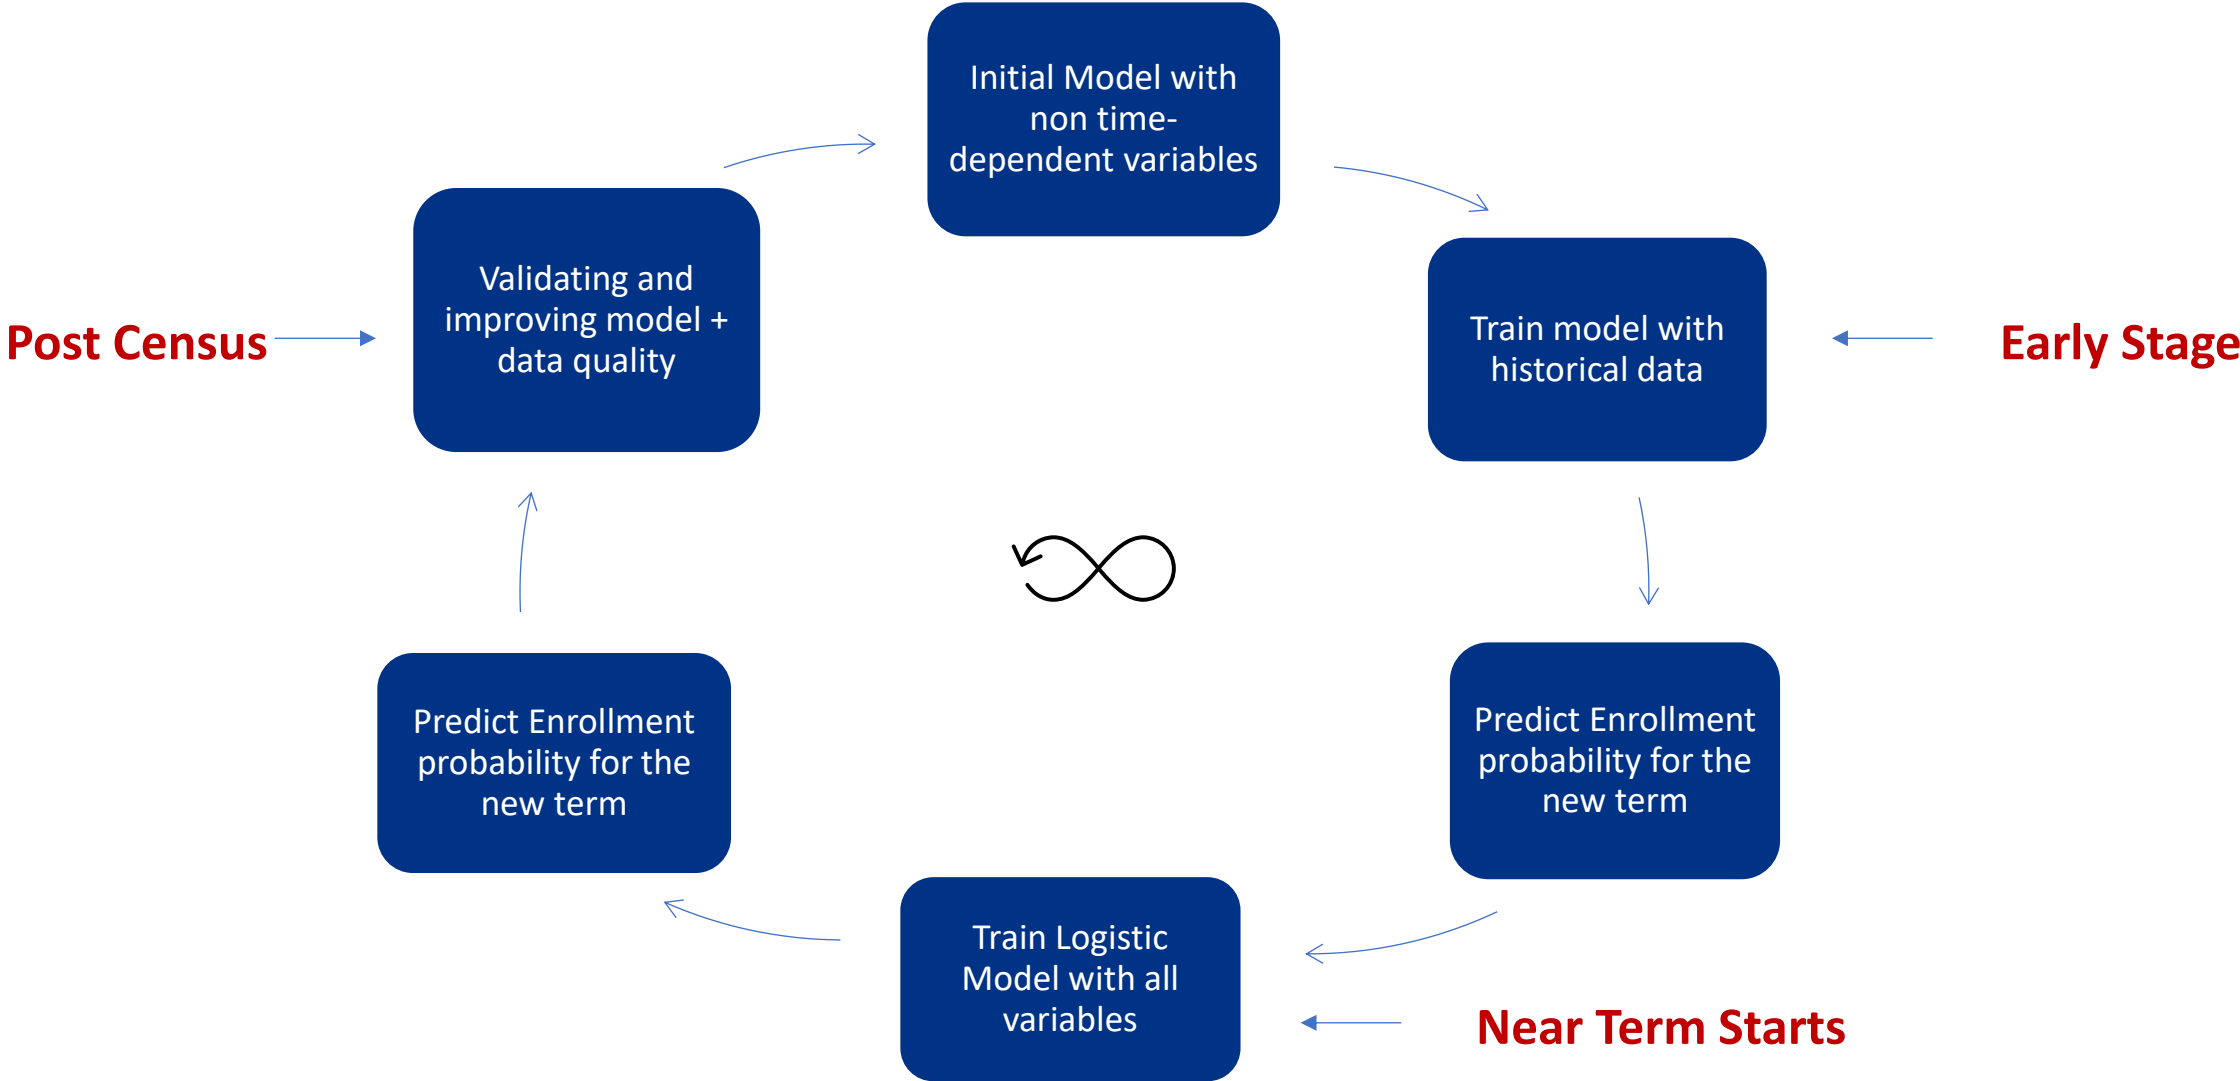 Initial Model with
non time-
dependent variables
Validating and
improving model +
data quality
Post Census
Train model with
historical data
Early Stage
Predict Enrollment
probability for the
new term
Predict Enrollment
probability for the
new term
Train Logistic
Model with all
variables
Near Term Starts